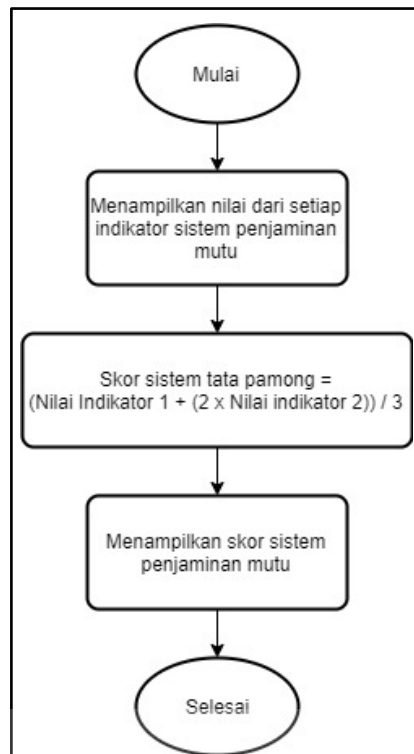 Mulai
Menampilkan nilai dari setiap
indikator sistem penjaminan
mutu
Skor sistem tata pamong =
(Nilai Indikator 1 + (2 x Nilai indikator 2)) / 3
Menampilkan skor sistem
penjaminan mutu
Selesai